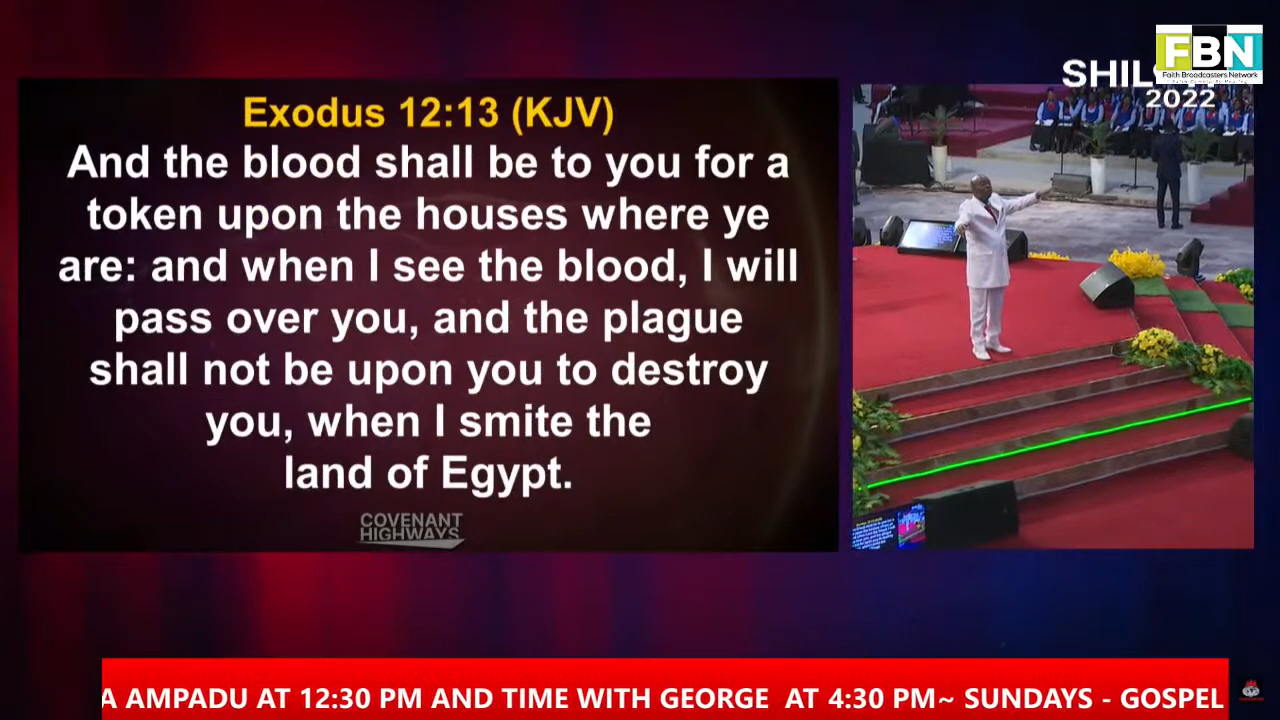 Exodus 12:13 (KJV)
And the blood shall be to you for a
token upon the houses where ye
are: and when I see the blood, I will
pass over you, and the plague
shall not be upon you to destroy
you, when I smite the
land of Egypt.
COVENANT
HIGHWAYS
FBN
Faith Broadcasters Network
SHIL
2022
A AMPADU AT 12:30 PM AND TIME WITH GEORGE  AT 4:30 PM~ SUNDAYS - GOSPEL